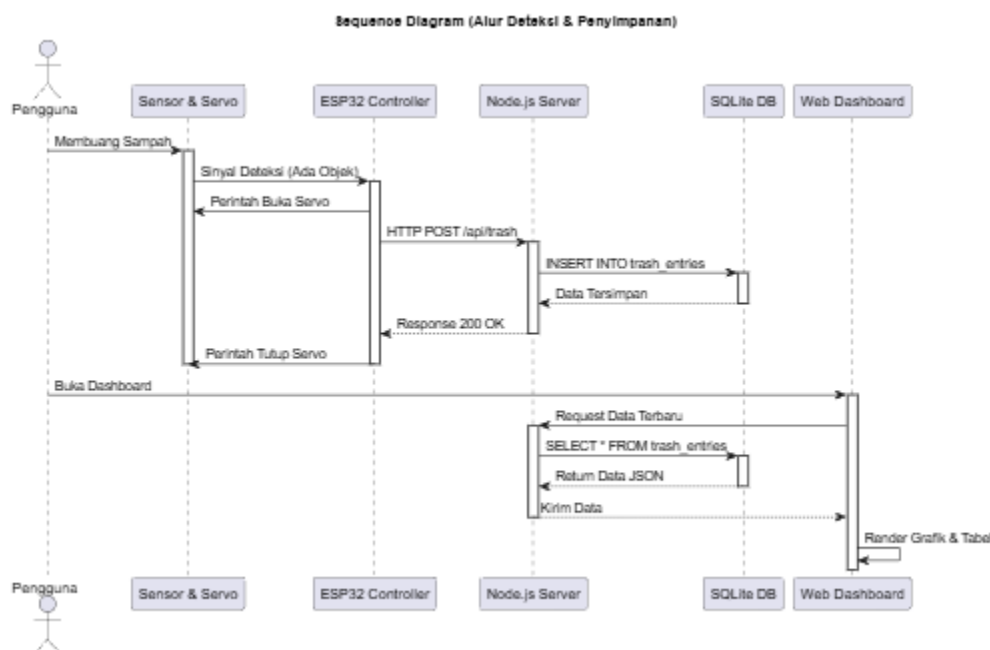 Sequence Diagram (Alur Deteksi & Penyimpanan)
Pengguna
Sensor & Servo
ESP32 Controller
Node.js Server
SQLite DB
Web Dashboard
Membuang Sampah
Sinyal Deteksi (Ada Objek)
Perintah Buka Servo
HTTP POST /api/trash
INSERT INTO trash_entries
Data Tersimpan
Response 200 OK
Perintah Tutup Servo
Buka Dashboard
Request Data Terbaru
SELECT * FROM trash_entries
Return Data JSON
Kirim Data
Render Grafik & Tabel
Pengguna
Sensor & Servo
ESP32 Controller
Node.js Server
SQLite DB
Web Dashboard